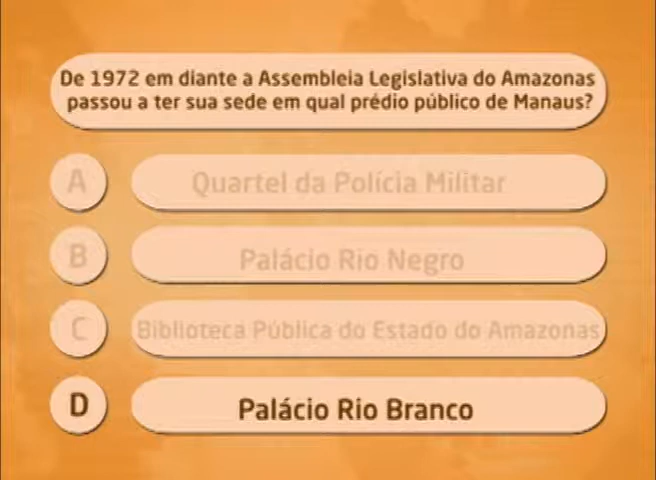 De 1972 em diante a Assembleia Legislativa do Amazonas
passou a ter sua sede em qual prédio público de Manaus?
A Quartel da Polícia Militar
B Palácio Rio Negro
C Biblioteca Pública do Estado do Amazonas
D Palácio Rio Branco